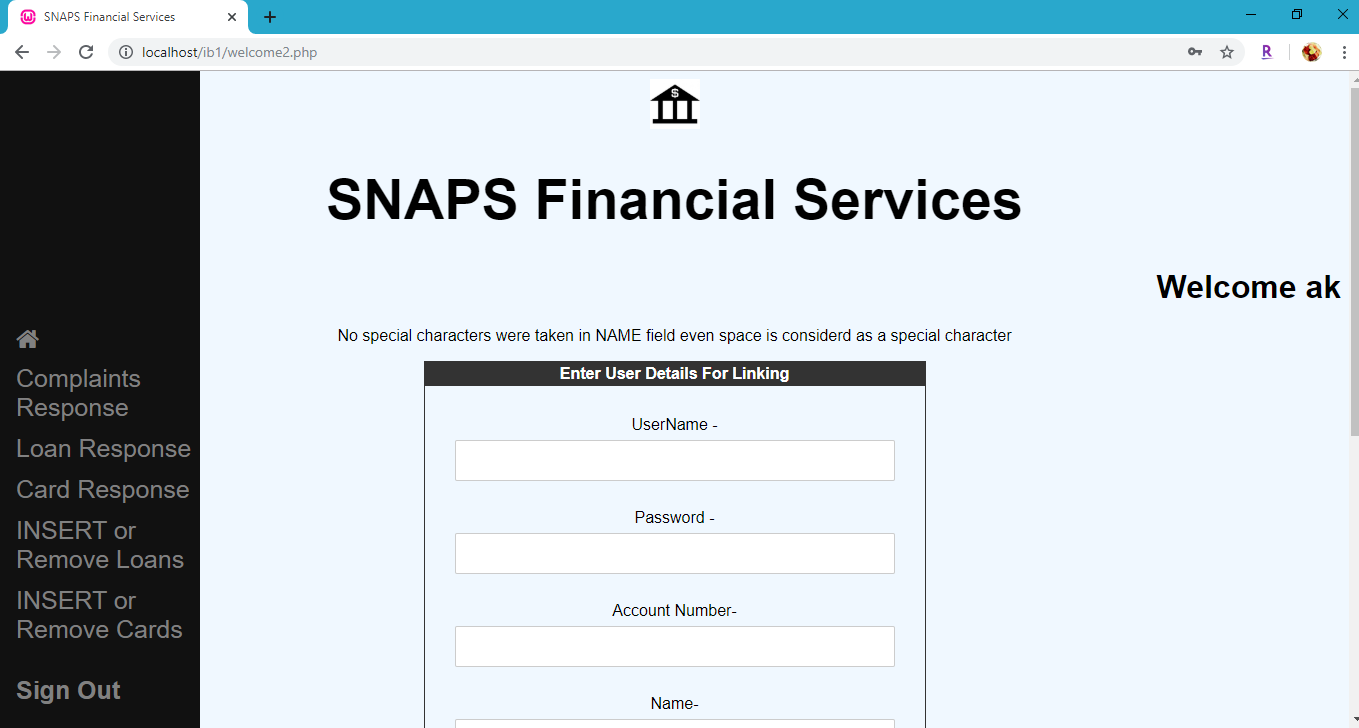 SNAPS Financial Services
localhost/ib1/welcome2.php
R
$
SNAPS Financial Services
Welcome ak
No special characters were taken in NAME field even space is considerd as a special character
Enter User Details For Linking
UserName -
Password -
Account Number-
Name-
Complaints
Response
Loan Response
Card Response
INSERT or
Remove Loans
INSERT or
Remove Cards
Sign Out